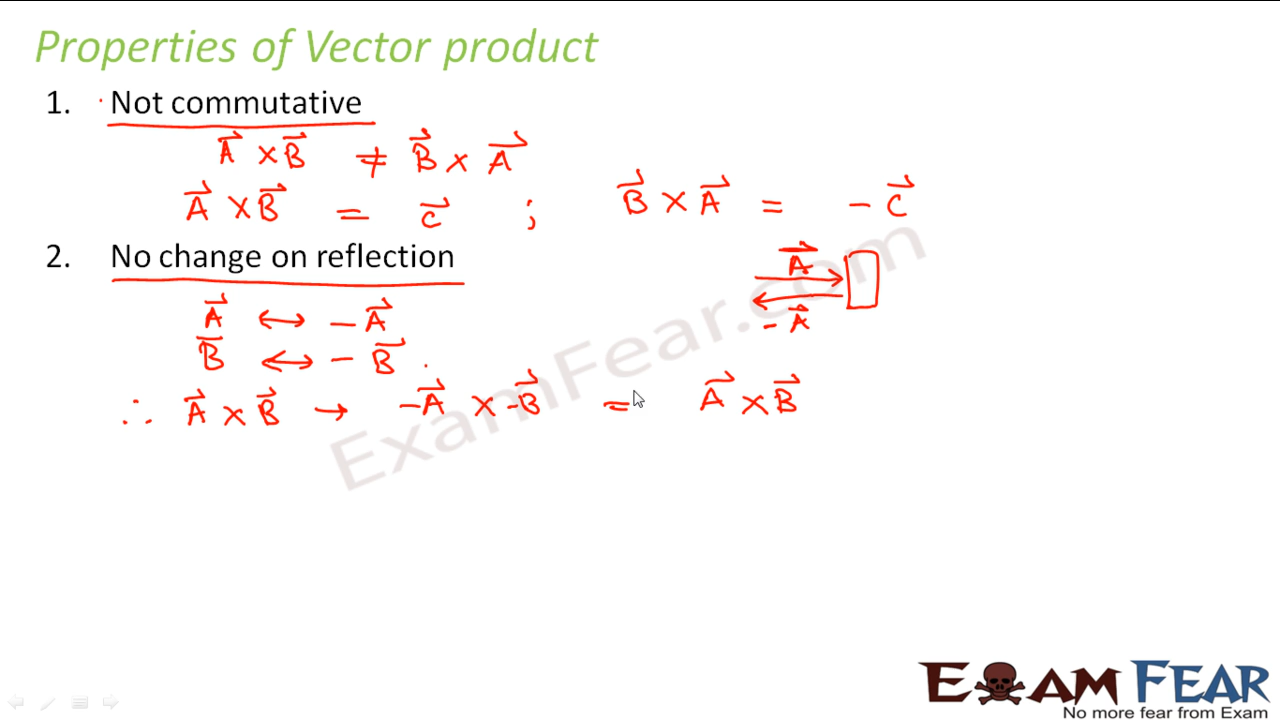 Properties of Vector product
1. Not commutative
A⃗ × B⃗ ≠ B⃗ × A⃗
A⃗ × B⃗ = C⃗ ; B⃗ × A⃗ = - C⃗
2. No change on reflection
A⃗
- A⃗
A⃗ ↔ - A⃗
B̅ ↔ - B⃗
∴ A⃗ × B⃗ → -A⃗ × -B⃗ = A⃗ × B⃗
ExamFear.com
EXAM FEAR
No more fear from Exam